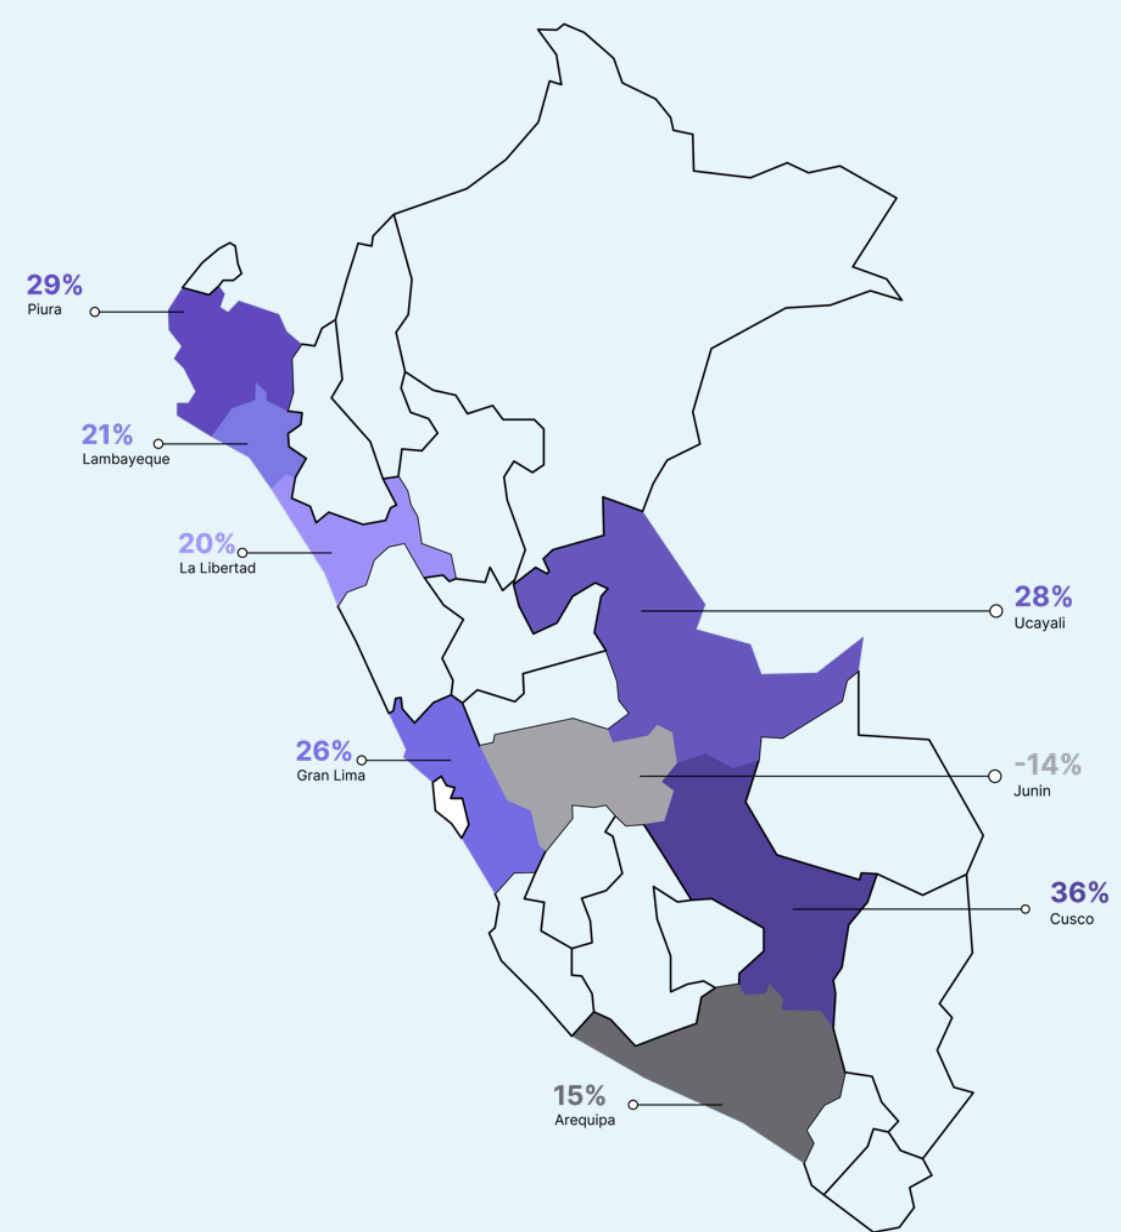 29%
Piura
21%
Lambayeque
20%
La Libertad
28%
Ucayali
26%
Gran Lima
-14%
Junin
36%
Cusco
15%
Arequipa